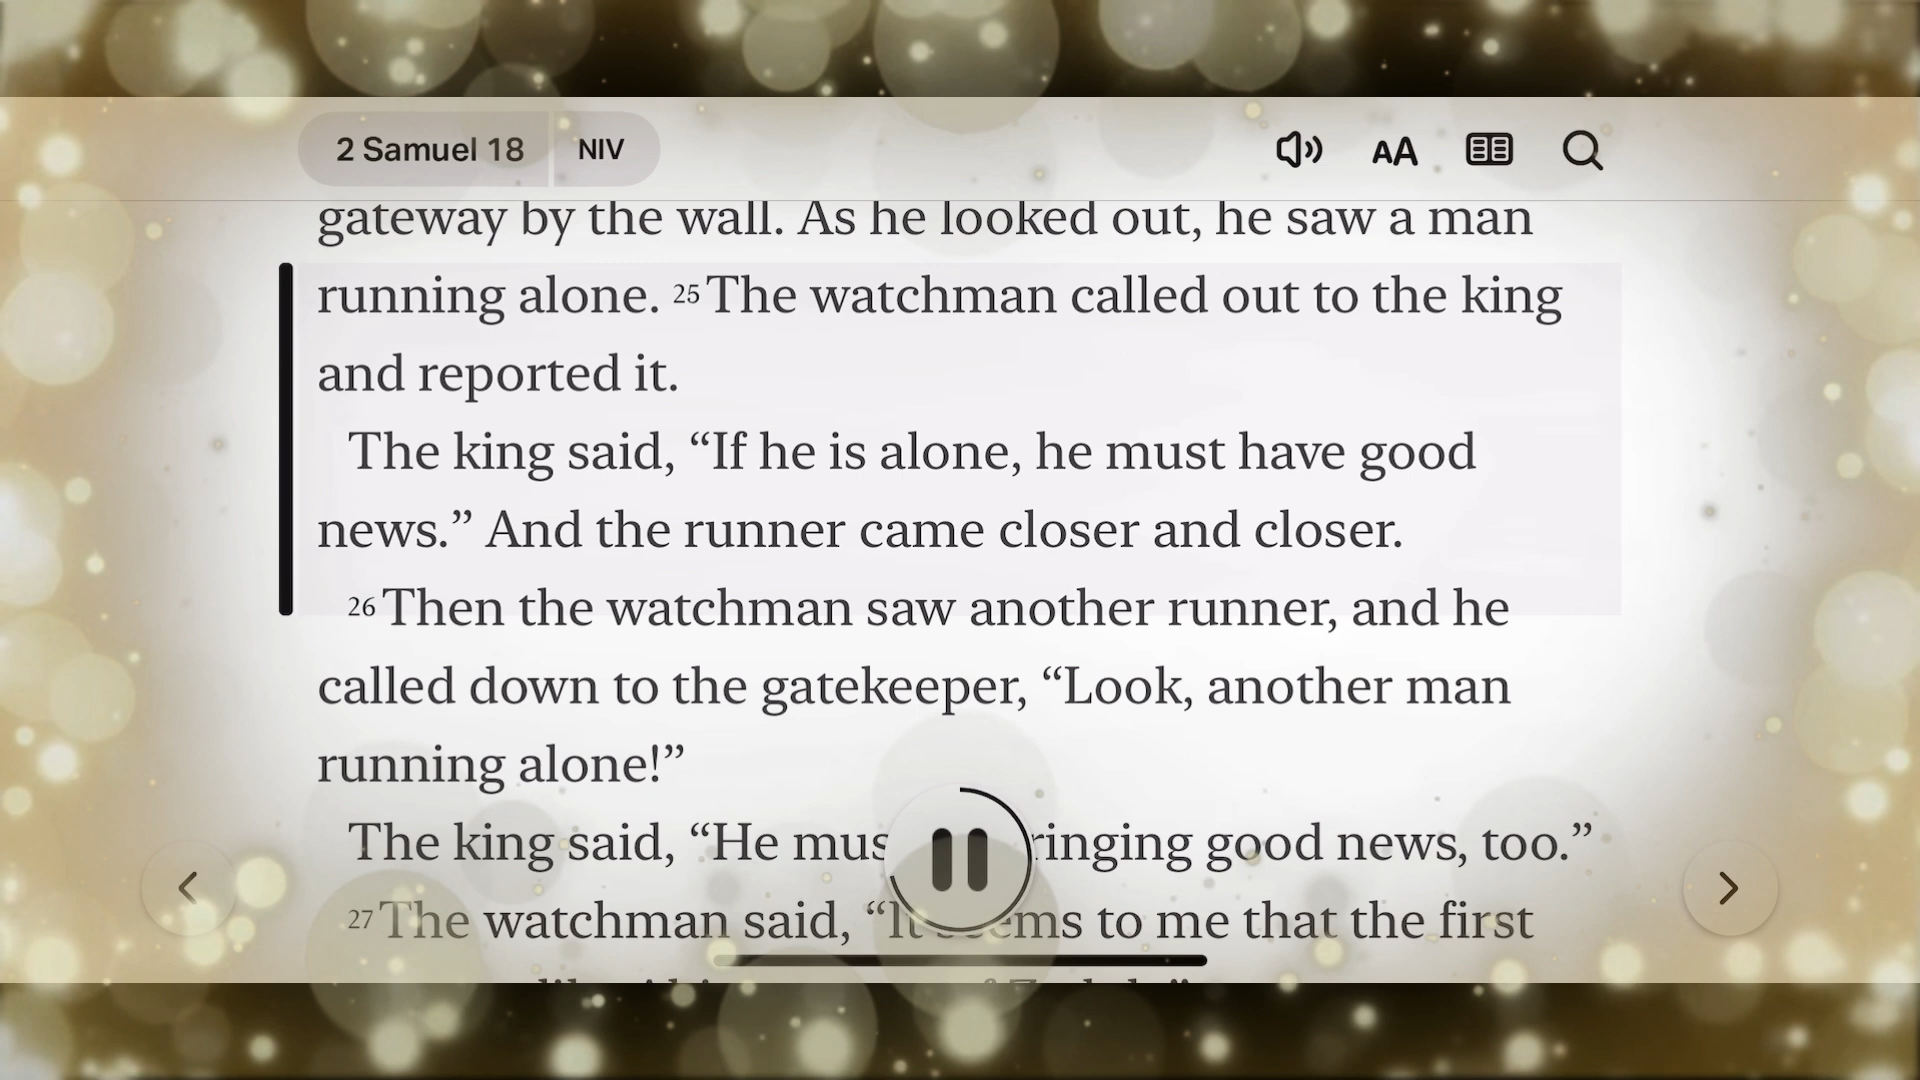 2 Samuel 18 NIV
AA
gateway by the wall. As he looked out, he saw a man
running alone. 25 The watchman called out to the king
and reported it.
The king said, “If he is alone, he must have good
news.” And the runner came closer and closer.
26 Then the watchman saw another runner, and he
called down to the gatekeeper, “Look, another man
running alone!”
The king said, “He good news, too.”
27 The watchman said, “It to me that the first